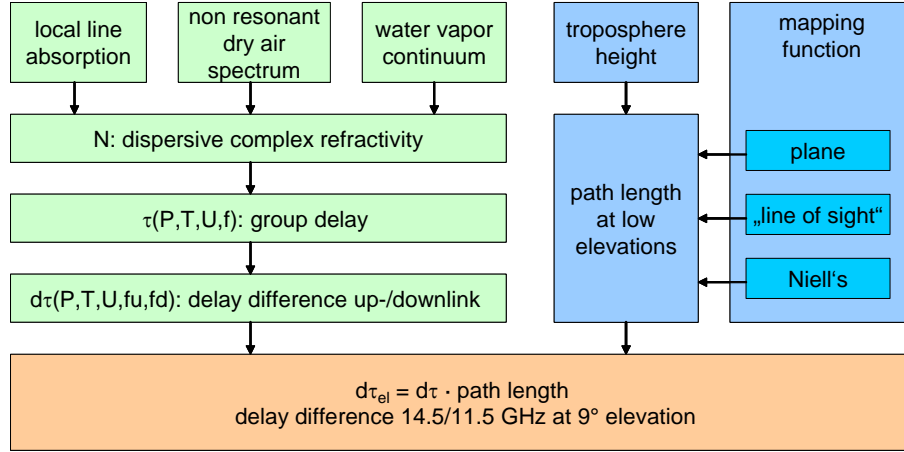 local line
absorption
non resonant
dry air
spectrum
water vapor
continuum
troposphere
height
mapping
function
N: dispersive complex refractivity
τ(P,T,U,f): group delay
dτ(P,T,U,fu,fd): delay difference up-/downlink
path length
at low
elevations
plane
„line of sight“
Niell‘s
dτel = dτ · path length
delay difference 14.5/11.5 GHz at 9° elevation